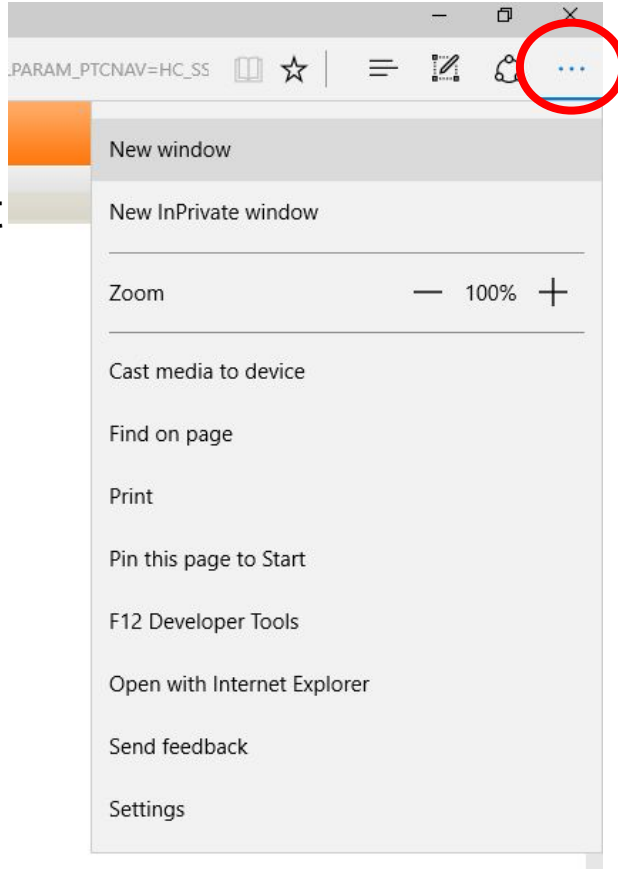 .PARAM_PTCNAV=HC_SS
New window
New InPrivate window
Zoom 100%
Cast media to device
Find on page
Print
Pin this page to Start
F12 Developer Tools
Open with Internet Explorer
Send feedback
Settings